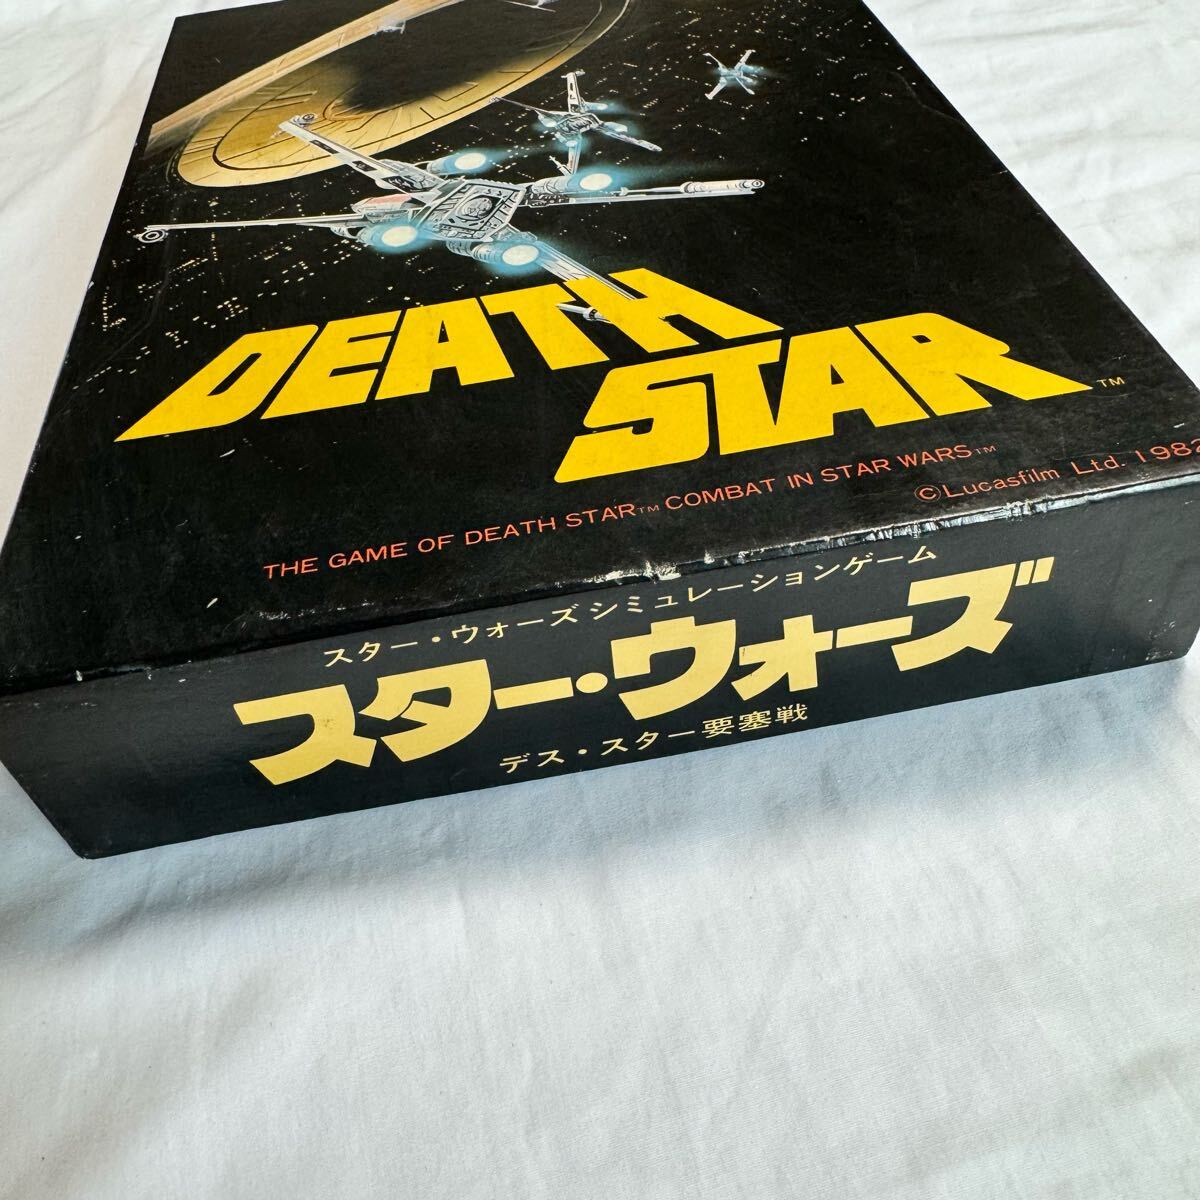 DEATH
STAR™
THE GAME OF DEATH STAR™ COMBAT IN STAR WARS™
©Lucasfilm Ltd. 1982
スター・ウォーズシミュレーションゲーム
スター・ウォーズ
デス・スター要塞戦